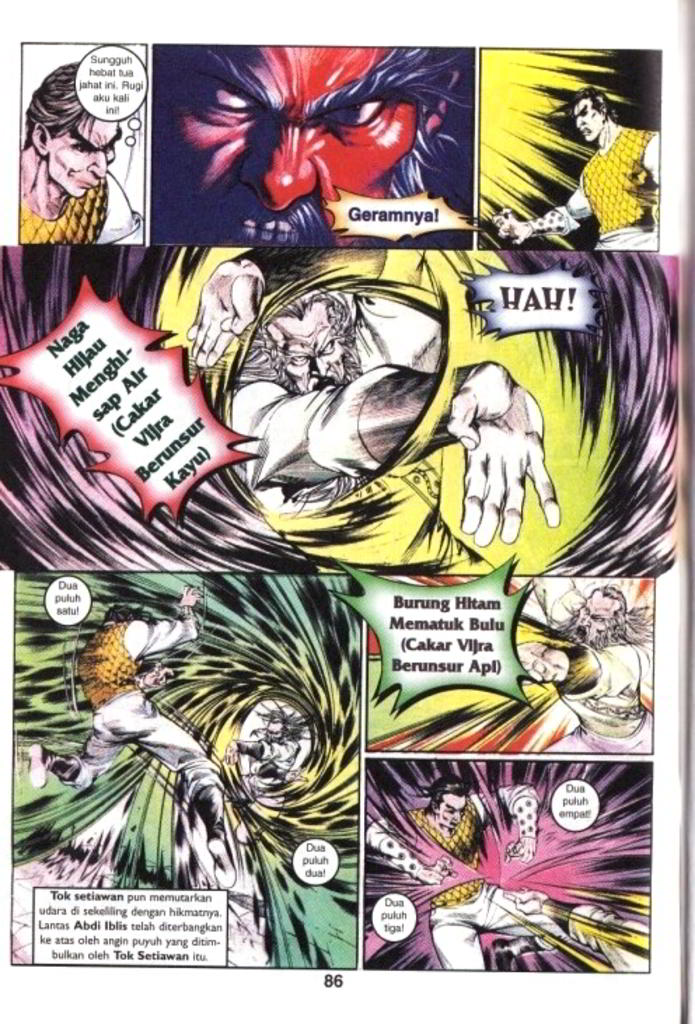 Sungguh
hebat tua
jahat ini. Rugi
aku kali
ini!
Geramnya!
HAH!
Naga
Hijau
Menghi-
sap Air
(Cakar
Vijra
Berunsur
Kayu)
Dua
puluh
satu!
Dua
puluh
dua!
Tok setiawan pun memutarkan
udara di sekeliling dengan hikmatnya.
Lantas Abdi Iblis telah diterbangkan
ke atas oleh angin puyuh yang ditim-
bulkan oleh Tok Setiawan itu.
Burung Hitam
Mematuk Bulu
(Cakar Vijra
Berunsur Api)
Dua
puluh
empat!
Dua
puluh
tiga!
86